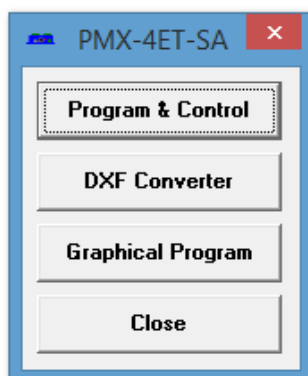 PMX-4ET-SA
Program & Control
DXF Converter
Graphical Program
Close